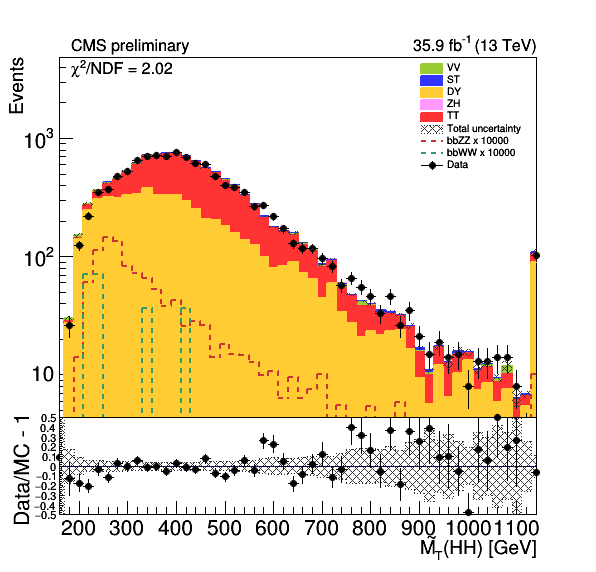 CMS preliminary 35.9 fb⁻¹ (13 TeV)
χ²/NDF = 2.02
Events
10³
10²
10
VV
ST
DY
ZH
TT
Total uncertainty
bbZZ x 10000
bbWW x 10000
Data
Data/MC - 1
0.5
0.4
0.3
0.2
0.1
0
−0.1
−0.2
−0.3
−0.4
−0.5
200 300 400 500 600 700 800 900 1000 1100
M̃_T(HH) [GeV]